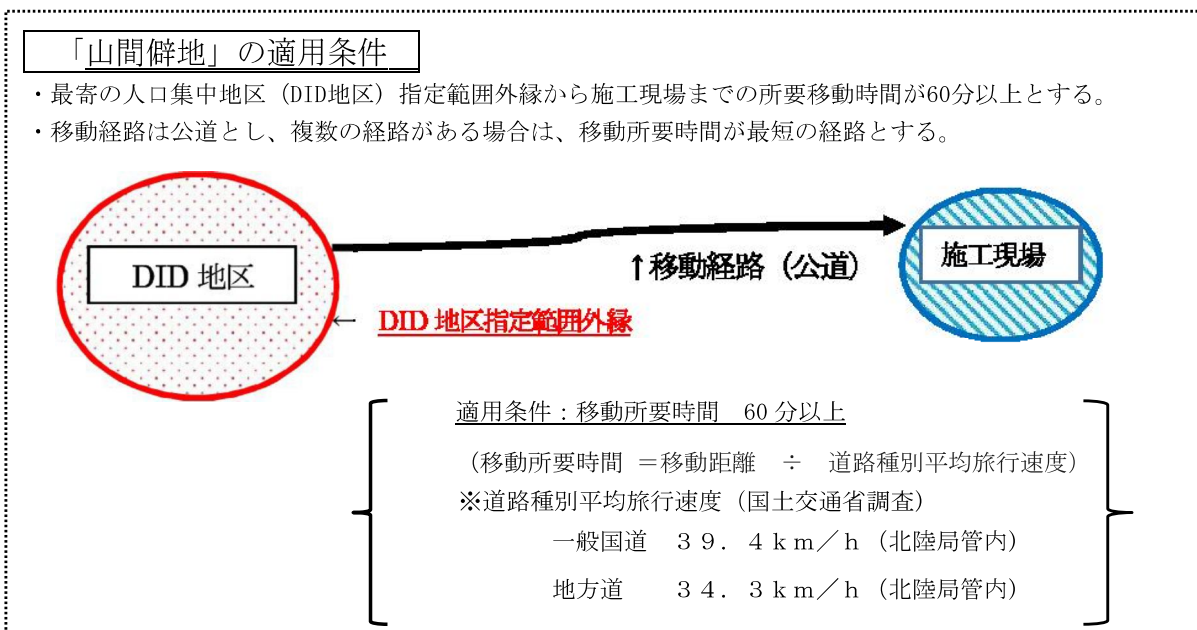 「山間僻地」の適用条件
・最寄の人口集中地区（DID地区）指定範囲外縁から施工現場までの所要移動時間が60分以上とする。
・移動経路は公道とし、複数の経路がある場合は、移動所要時間が最短の経路とする。
DID 地区
施工現場
↑移動経路（公道）
← DID 地区指定範囲外縁
適用条件：移動所要時間　60 分以上
（移動所要時間 ＝移動距離　÷　道路種別平均旅行速度）
※道路種別平均旅行速度（国土交通省調査）
一般国道　３９．４ｋｍ／ｈ（北陸局管内）
地方道　　３４．３ｋｍ／ｈ（北陸局管内）